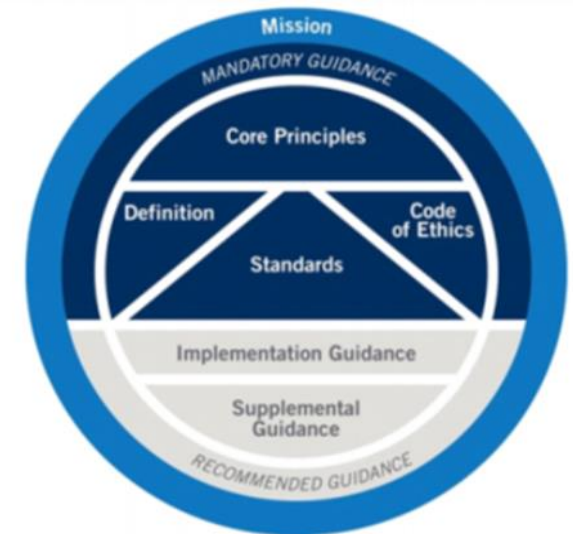 Mission
MANDATORY GUIDANCE
Core Principles
Definition
Code
of Ethics
Standards
Implementation Guidance
Supplemental
Guidance
RECOMMENDED GUIDANCE